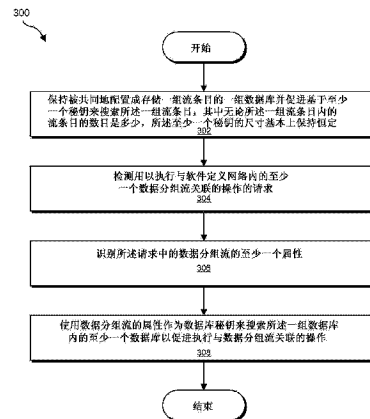 300
开始
保持被共同地配置成存储一组流条目的一组数据库并促进基于至少
一个秘钥来搜索所述一组流条目，其中无论所述一组流条目内的
流条目的数目是多少，所述至少一个秘钥的尺寸基本上保持恒定
302
检测用以执行与软件定义网络内的至少
一个数据分组流关联的操作的请求
304
识别所述请求中的数据分组流的至少一个属性
306
使用数据分组流的属性作为数据库秘钥来搜索所述一组数据库
内的至少一个数据库以促进执行与数据分组流关联的操作
308
结束